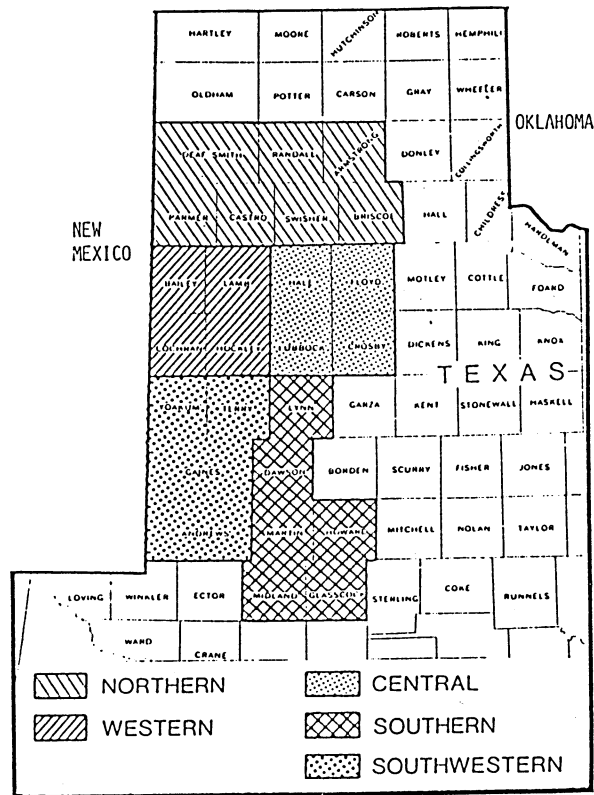 HARTLEY MOORE HUTCHINSON ROBERTS HEMPHILL
OLDHAM POTTER CARSON GRAY WHEELER
OKLAHOMA
DEAF SMITH RANDALL ARMSTRONG DONLEY COLLINGSWORTH
PARMER CASTRO SWISHER BRISCOE HALL CHILDRESS HARDEMAN
NEW
MEXICO
BAILEY LAMB HALE FLOYD MOTLEY COTTLE FOARD
COCHRAN HOCKLEY LUBBOCK CROSBY DICKENS KING KNOX
TEXAS
YOAKUM TERRY LYNN GARZA KENT STONEWALL HASKELL
GAINES DAWSON BORDEN SCURRY FISHER JONES
ANDREWS MARTIN HOWARD MITCHELL NOLAN TAYLOR
LOVING WINKLER ECTOR MIDLAND GLASSCOCK STERLING COKE RUNNELS
WARD CRANE
NORTHERN CENTRAL
WESTERN SOUTHERN
SOUTHWESTERN